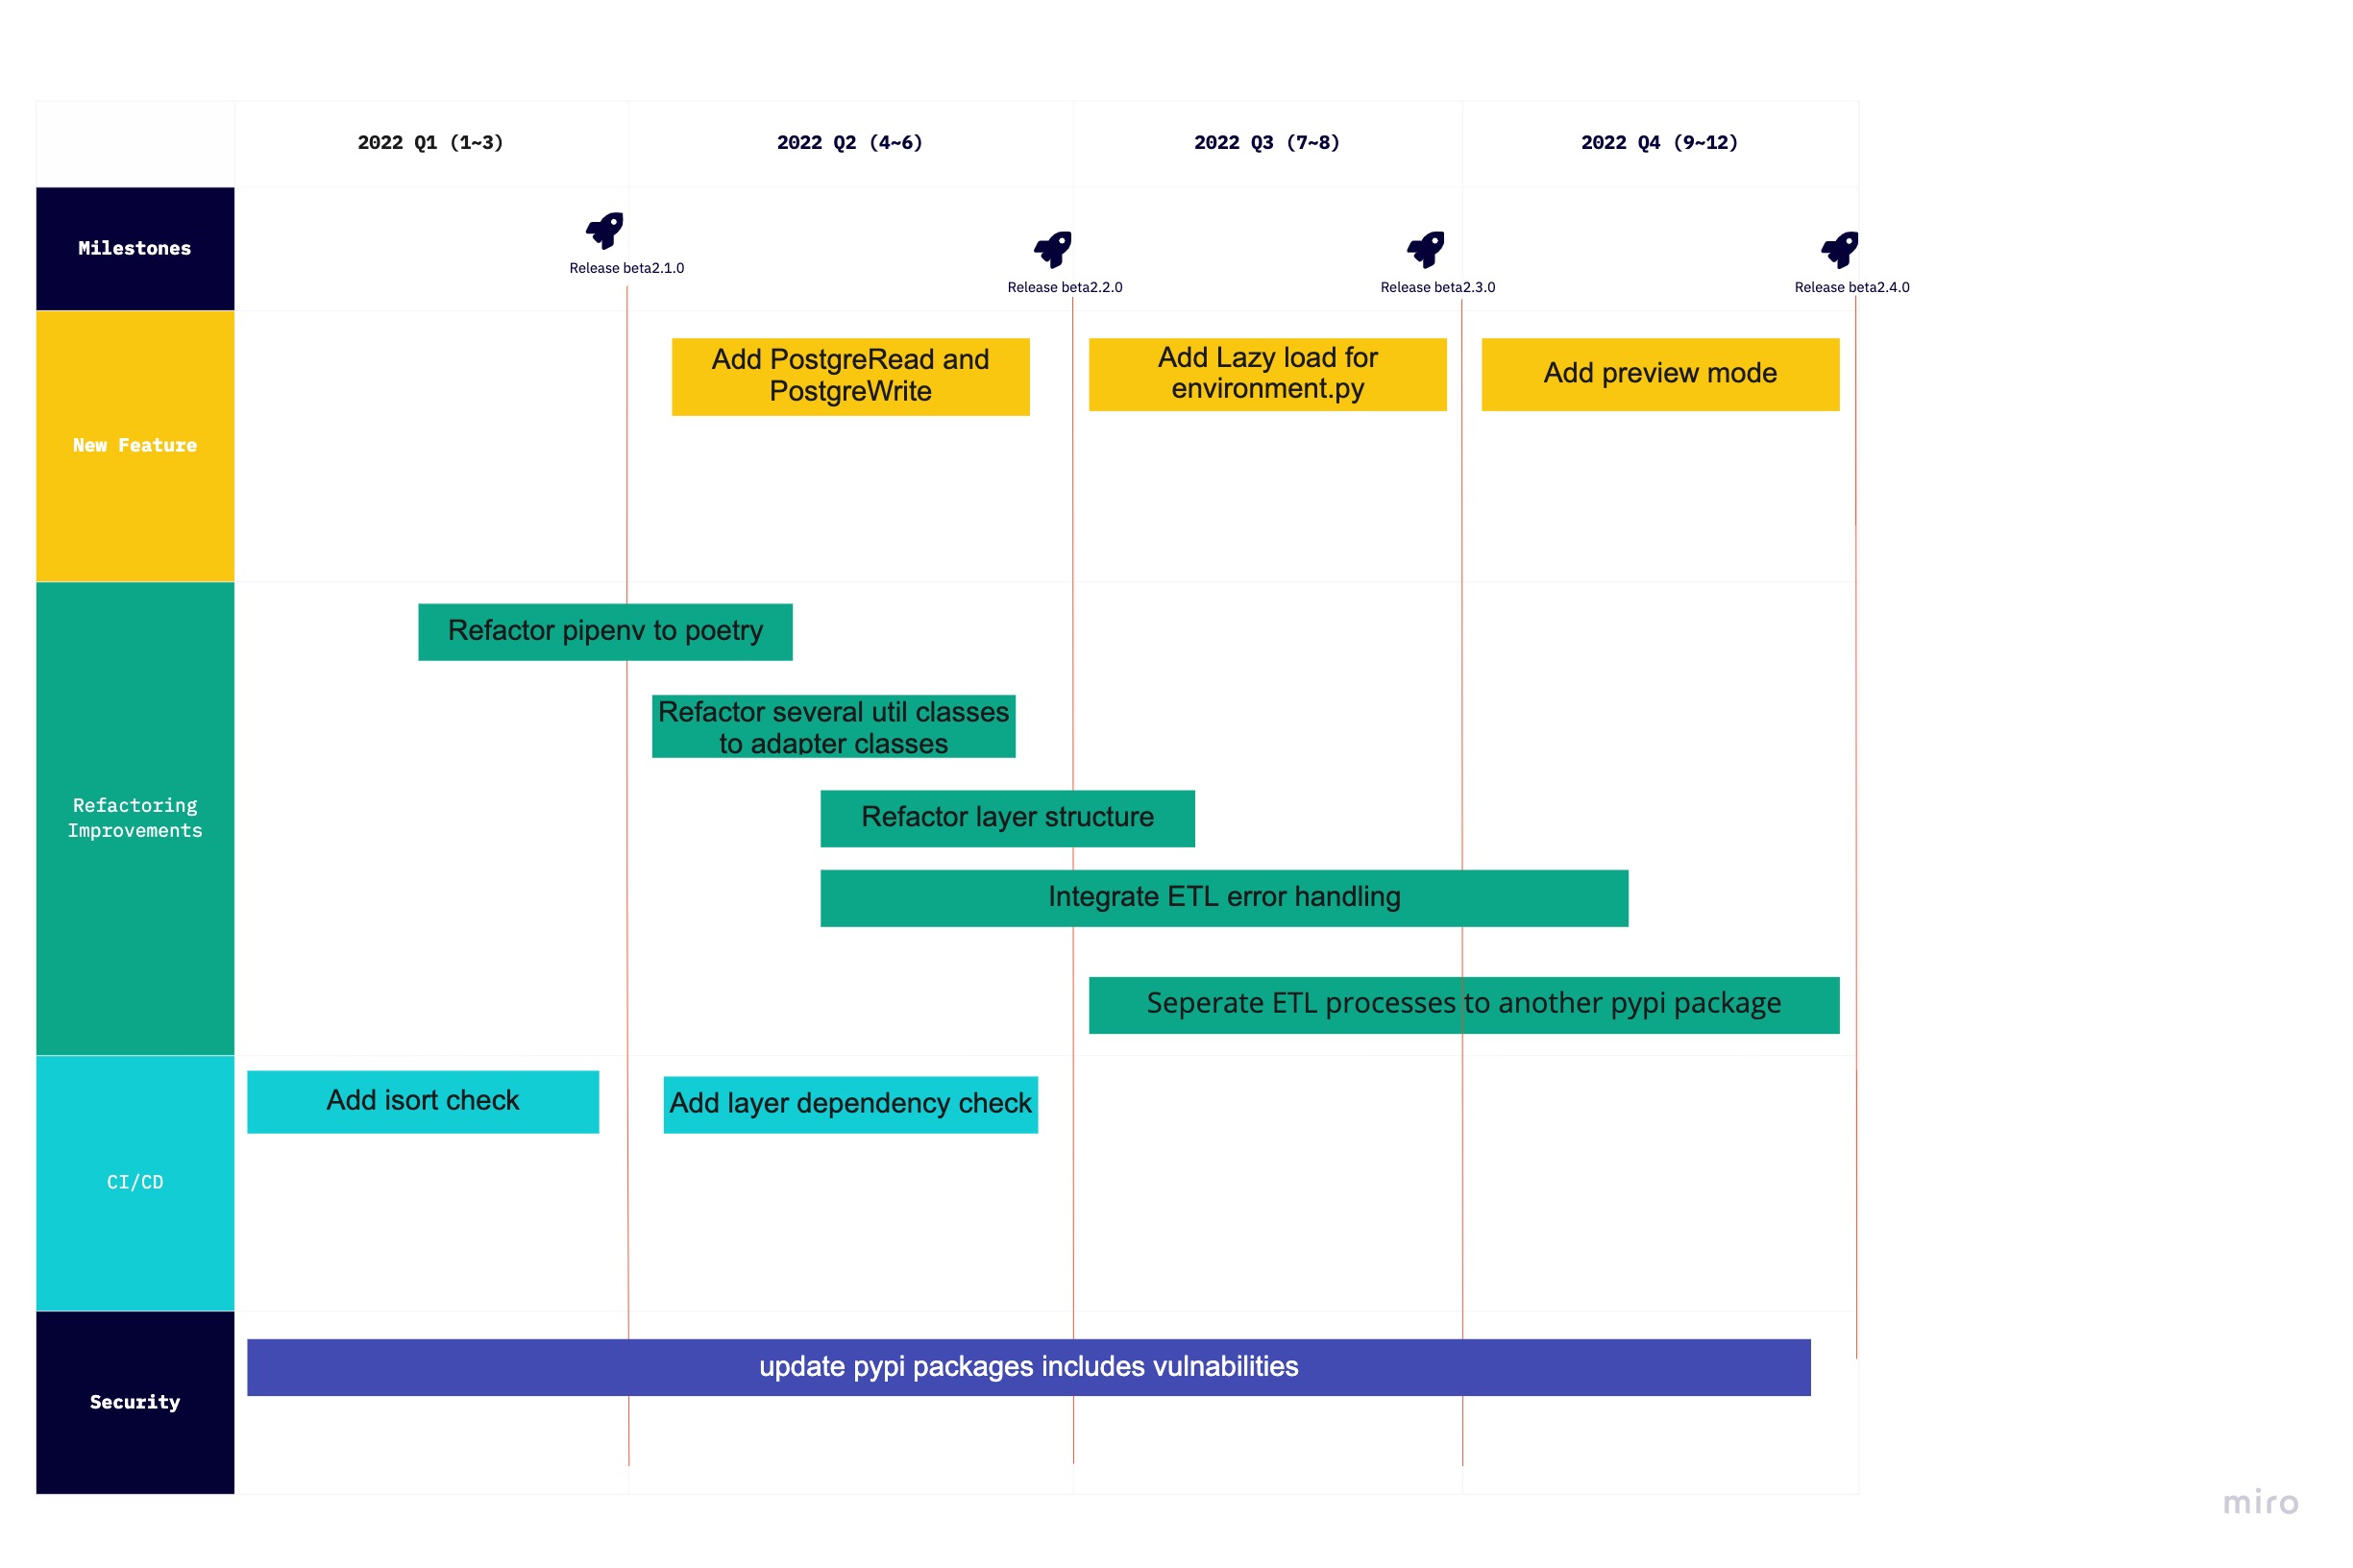 2022 Q1 (1~3)
2022 Q2 (4~6)
2022 Q3 (7~8)
2022 Q4 (9~12)
Milestones
Release beta2.1.0
Release beta2.2.0
Release beta2.3.0
Release beta2.4.0
New Feature
Add PostgreRead and
PostgreWrite
Add Lazy load for
environment.py
Add preview mode
Refactoring
Improvements
Refactor pipenv to poetry
Refactor several util classes
to adapter classes
Refactor layer structure
Integrate ETL error handling
Seperate ETL processes to another pypi package
CI/CD
Add isort check
Add layer dependency check
Security
update pypi packages includes vulnabilities
miro